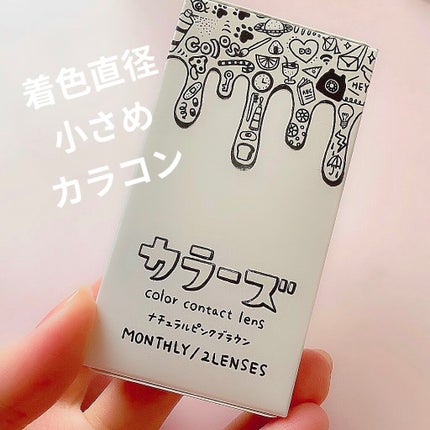 着色直径
小さめ
カラコン
HEY
カラーズ
color contact lens
ナチュラルピンクブラウン
MONTHLY/2LENSES